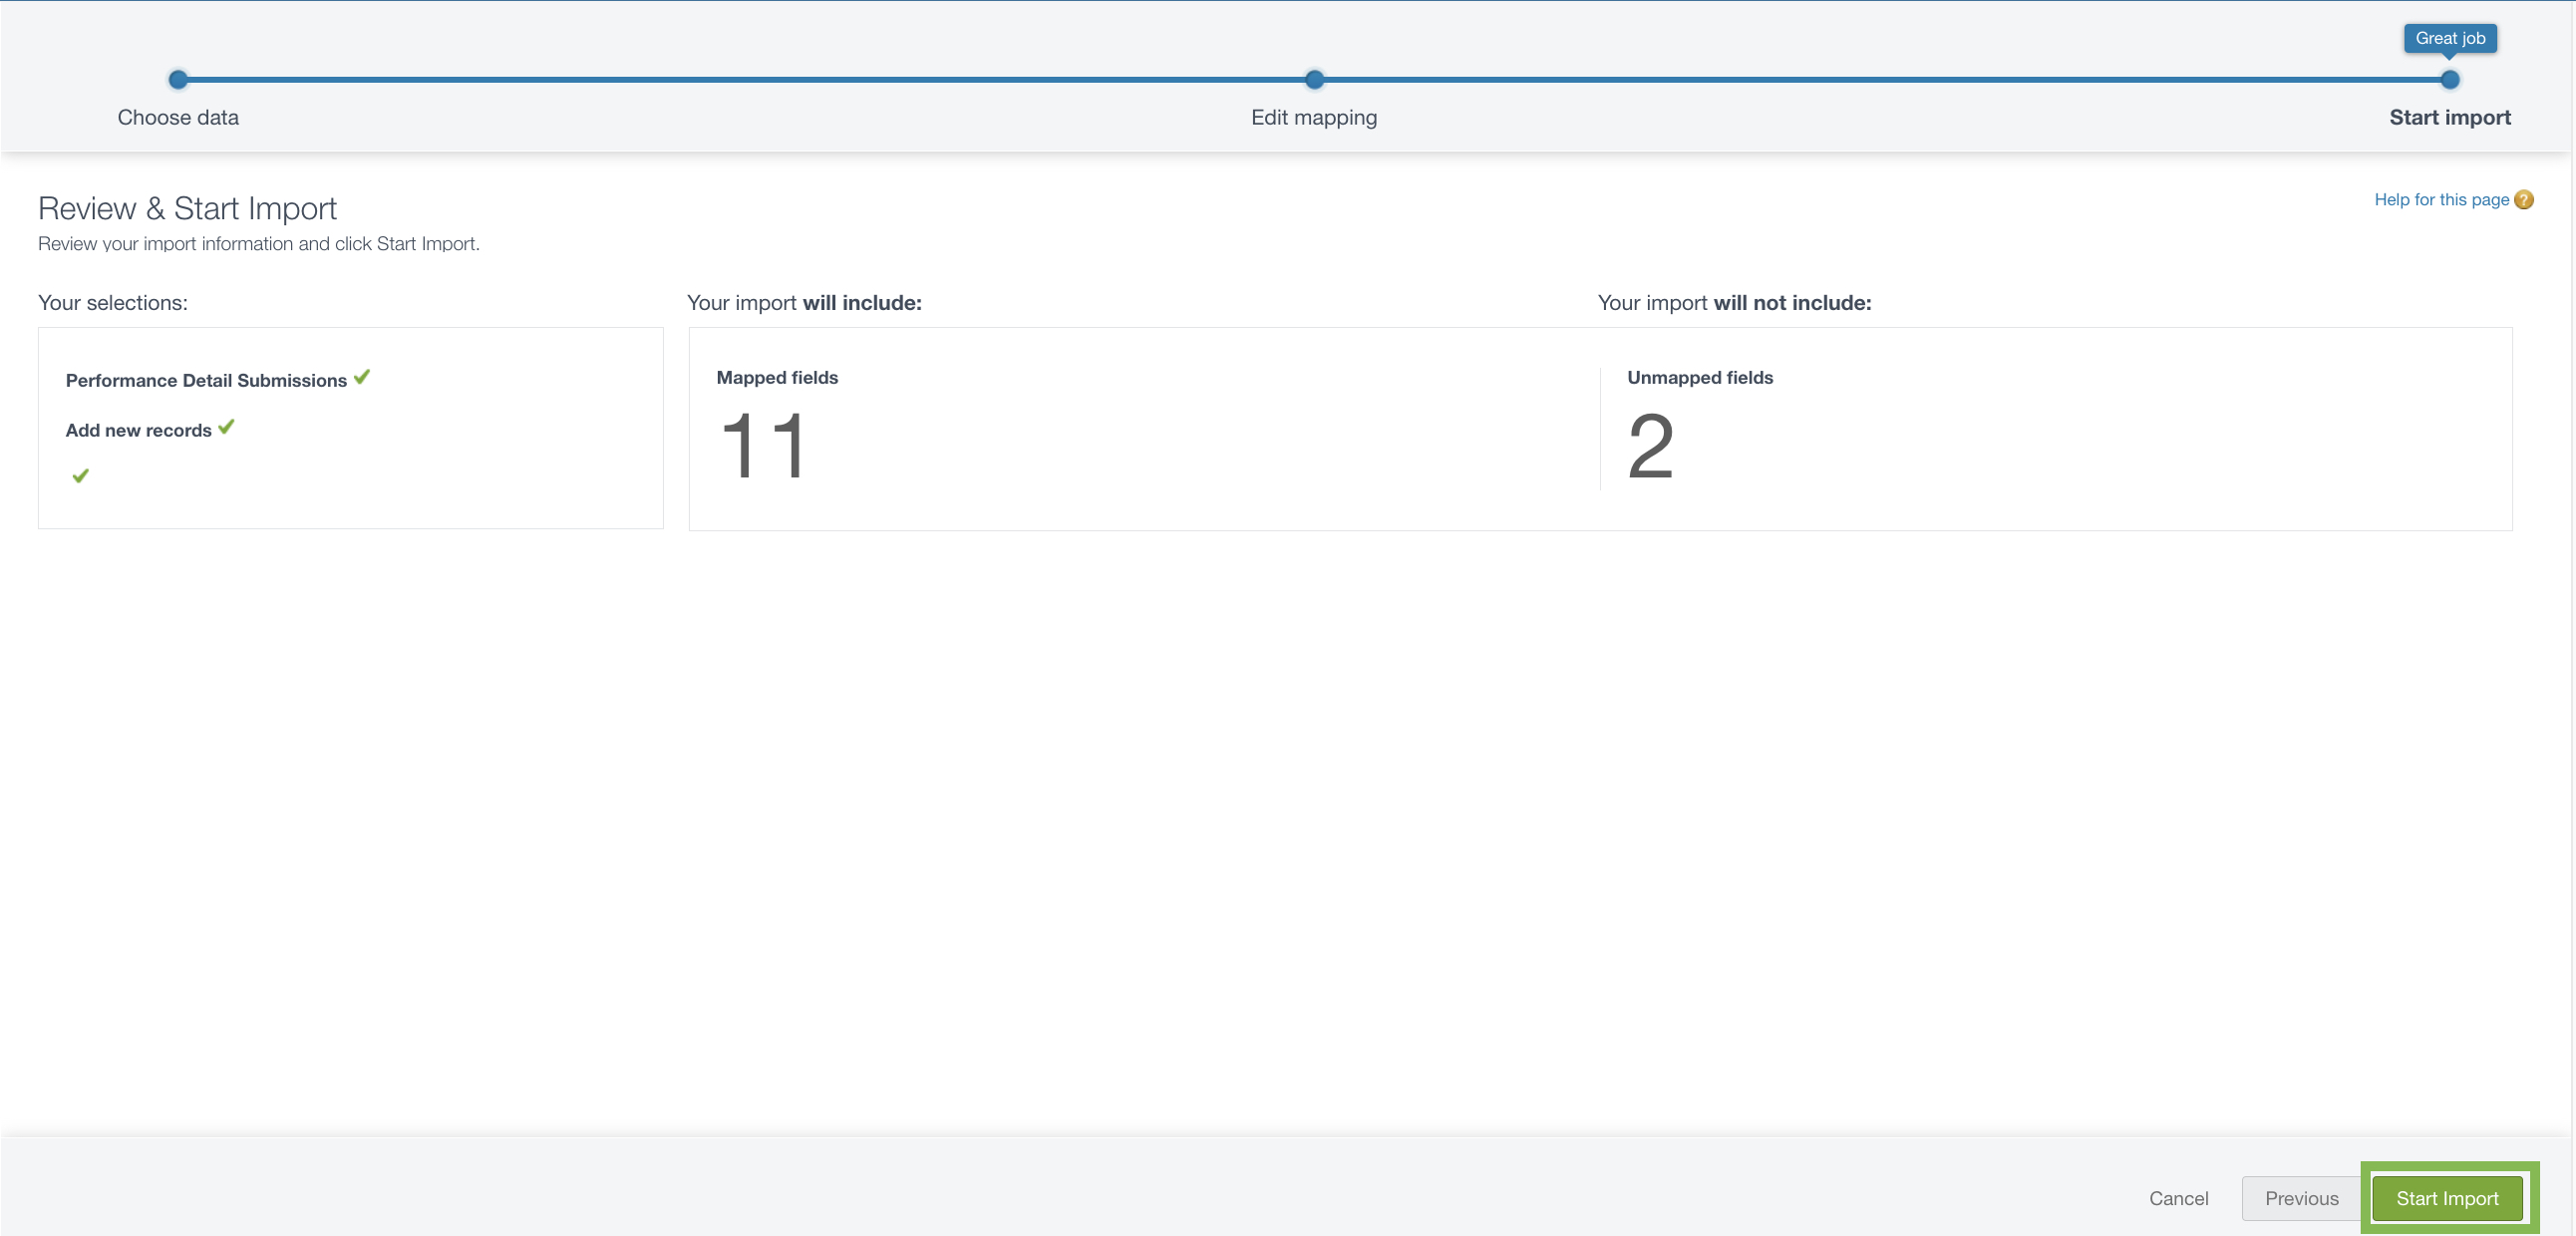 Great job
Choose data
Edit mapping
Start import
Review & Start Import
Help for this page ?
Review your import information and click Start Import.
Your selections:
Your import will include:
Your import will not include:
Performance Detail Submissions
Add new records
Mapped fields
11
Unmapped fields
2
Cancel
Previous
Start Import